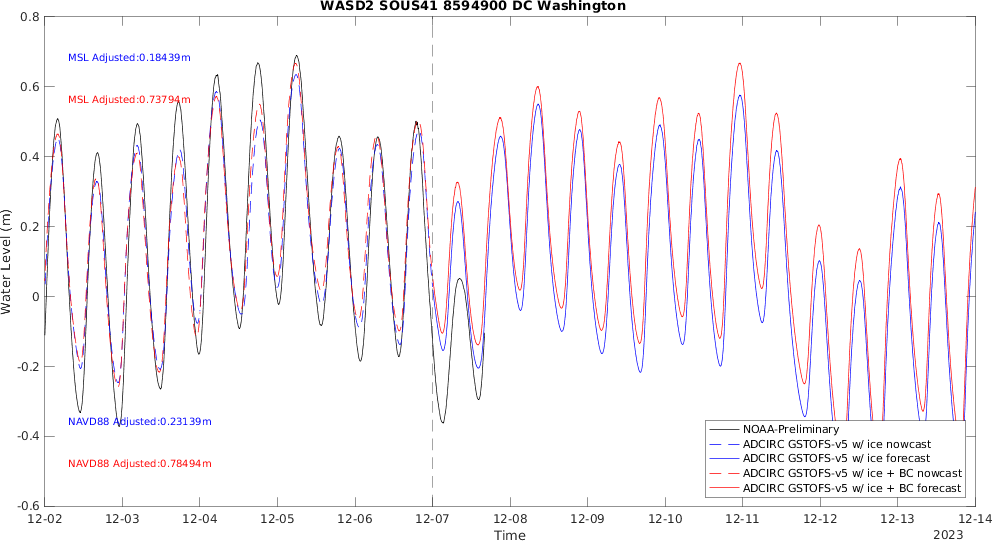 WASD2 SOUS41 8594900 DC Washington
MSL Adjusted:0.18439m
MSL Adjusted:0.73794m
NAVD88 Adjusted:0.23139m
NAVD88 Adjusted:0.78494m
Water Level (m)
0.8
0.6
0.4
0.2
0
-0.2
-0.4
-0.6
NOAA-Preliminary
ADCIRC GSTOFS-v5 w/ ice nowcast
ADCIRC GSTOFS-v5 w/ ice forecast
ADCIRC GSTOFS-v5 w/ ice + BC nowcast
ADCIRC GSTOFS-v5 w/ ice + BC forecast
12-02 12-03 12-04 12-05 12-06 12-07 12-08 12-09 12-10 12-11 12-12 12-13 12-14
Time
2023